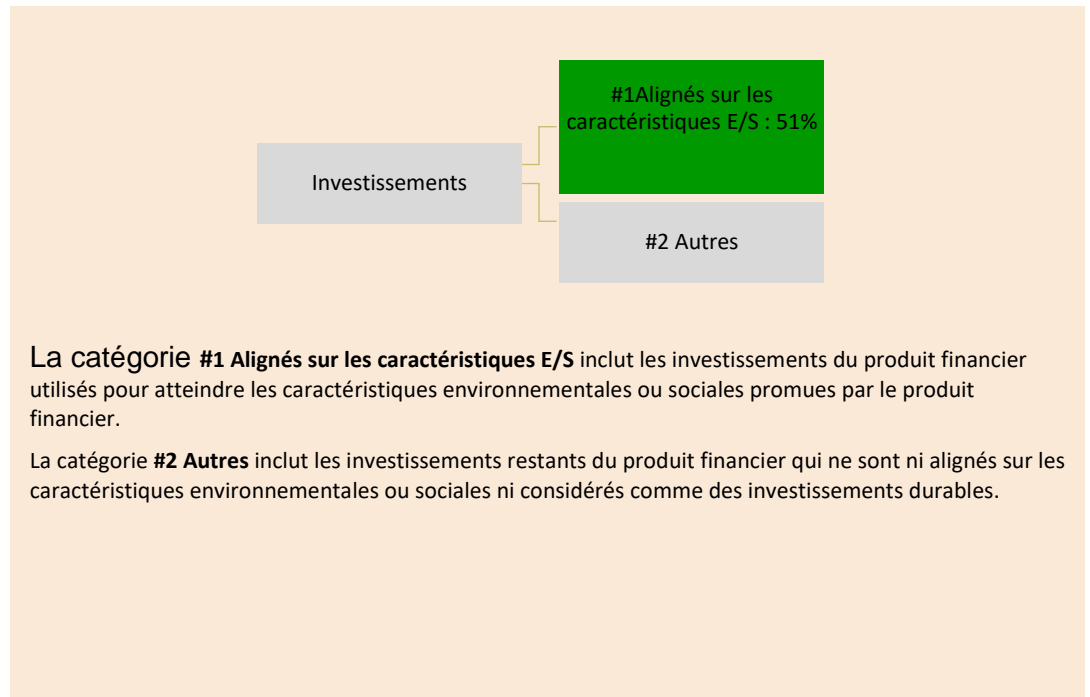 #1Alignés sur les
caractéristiques E/S : 51%
Investissements
#2 Autres
La catégorie #1 Alignés sur les caractéristiques E/S inclut les investissements du produit financier
utilisés pour atteindre les caractéristiques environnementales ou sociales promues par le produit
financier.
La catégorie #2 Autres inclut les investissements restants du produit financier qui ne sont ni alignés sur les
caractéristiques environnementales ou sociales ni considérés comme des investissements durables.